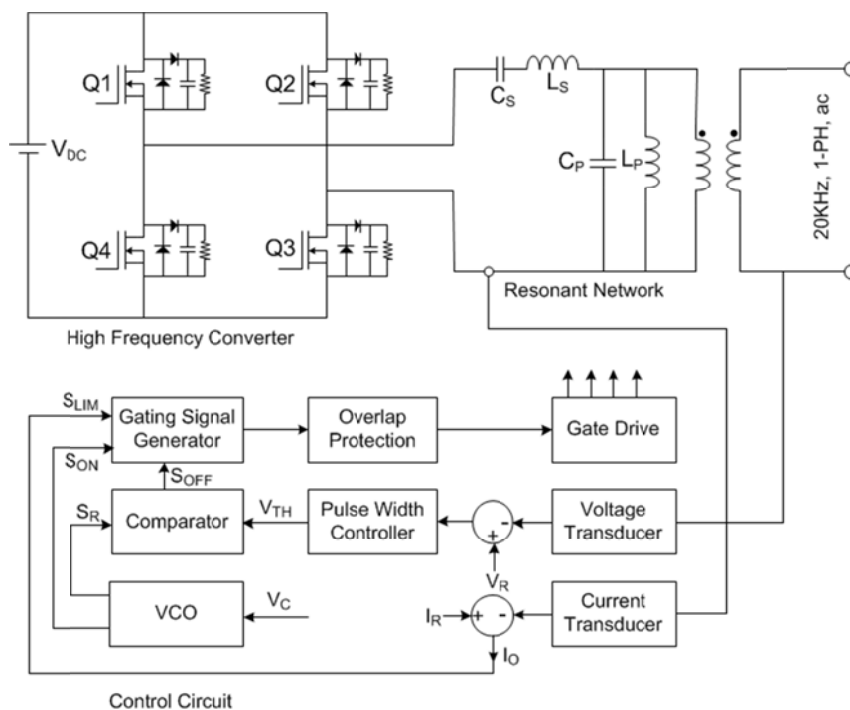 Q1
Q2
C_S
L_S
V_DC
C_P
L_P
20KHz, 1-PH, ac
Q4
Q3
Resonant Network
High Frequency Converter
S_LIM
Gating Signal
Generator
Overlap
Protection
Gate Drive
S_ON
S_OFF
S_R
Comparator
V_TH
Pulse Width
Controller
-
+
Voltage
Transducer
V_R
VCO
V_C
I_R
+
-
Current
Transducer
I_O
Control Circuit